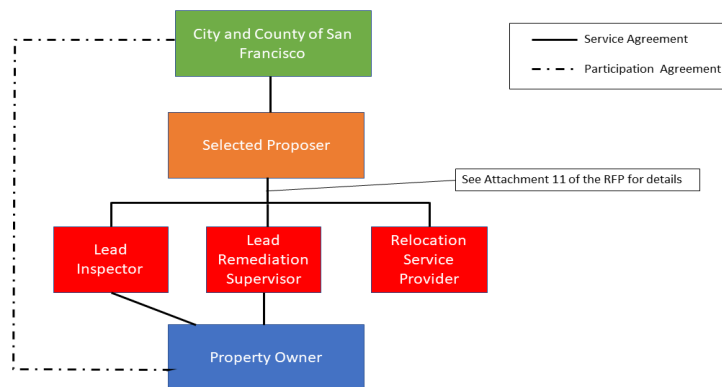 City and County of San
Francisco
Service Agreement
Participation Agreement
Selected Proposer
See Attachment 11 of the RFP for details
Lead
Inspector
Lead
Remediation
Supervisor
Relocation
Service
Provider
Property Owner